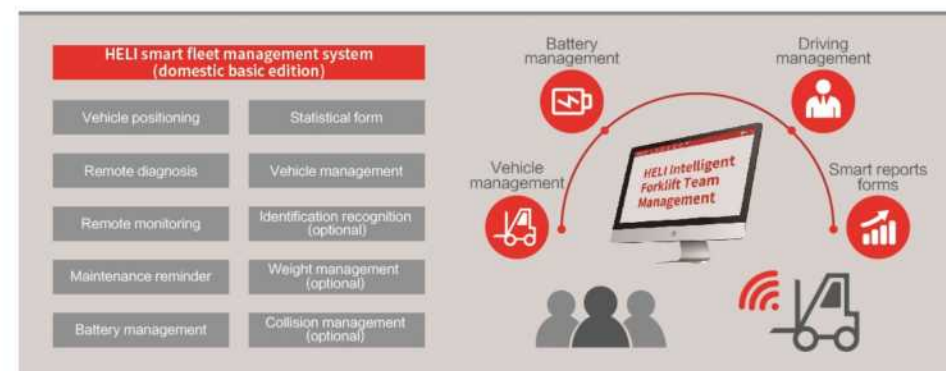 HELI smart fleet management system
(domestic basic edition)
Vehicle positioning
Statistical form
Remote diagnosis
Vehicle management
Remote monitoring
Identification recognition
(optional)
Maintenance reminder
Weight management
(optional)
Battery management
Collision management
(optional)
Battery
management
Driving
management
Vehicle
management
Smart reports
forms
HELI Intelligent
Forklift Team
Management